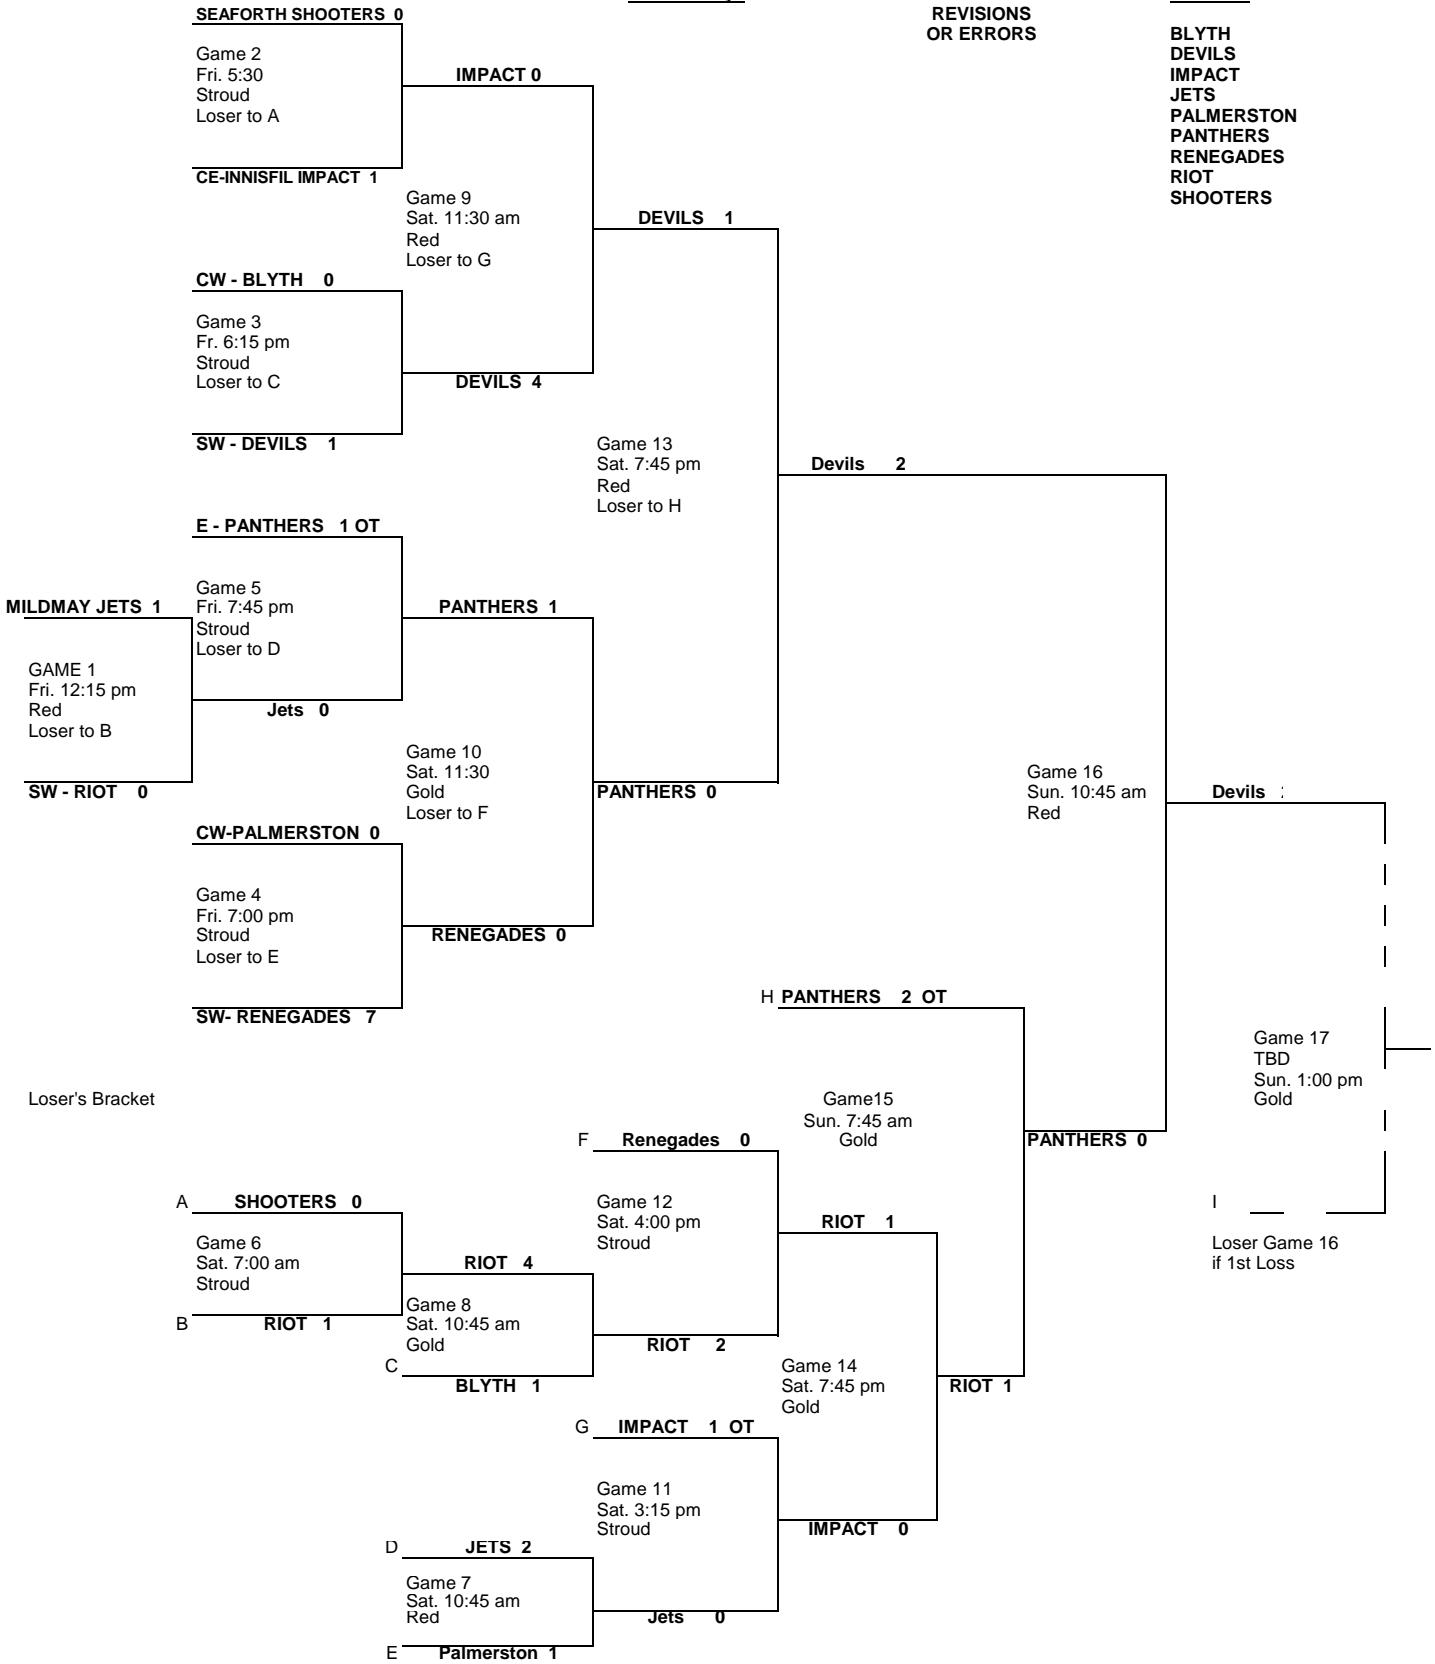 SEAFORTH SHOOTERS 0
REVISIONS
OR ERRORS
BLYTH
DEVILS
IMPACT
JETS
PALMERSTON
PANTHERS
RENEGADES
RIOT
SHOOTERS
Game 2
Fri. 5:30
Stroud
Loser to A
IMPACT 0
CE-INNISFIL IMPACT 1
Game 9
Sat. 11:30 am
Red
Loser to G
DEVILS 1
CW - BLYTH 0
Game 3
Fr. 6:15 pm
Stroud
Loser to C
DEVILS 4
SW - DEVILS 1
Game 13
Sat. 7:45 pm
Red
Loser to H
Devils 2
E - PANTHERS 1 OT
Game 5
Fri. 7:45 pm
Stroud
Loser to D
MILDMAY JETS 1
PANTHERS 1
GAME 1
Fri. 12:15 pm
Red
Loser to B
Jets 0
SW - RIOT 0
Game 10
Sat. 11:30
Gold
Loser to F
PANTHERS 0
Game 16
Sun. 10:45 am
Red
Devils
CW-PALMERSTON 0
Game 4
Fri. 7:00 pm
Stroud
Loser to E
RENEGADES 0
SW- RENEGADES 7
H PANTHERS 2 OT
Game 17
TBD
Sun. 1:00 pm
Gold
Loser's Bracket
Game15
Sun. 7:45 am
Gold
F Renegades 0
PANTHERS 0
A SHOOTERS 0
Game 12
Sat. 4:00 pm
Stroud
RIOT 1
I
Loser Game 16
if 1st Loss
Game 6
Sat. 7:00 am
Stroud
RIOT 4
B RIOT 1
Game 8
Sat. 10:45 am
Gold
RIOT 2
C
BLYTH 1
Game 14
Sat. 7:45 pm
Gold
RIOT 1
G IMPACT 1 OT
Game 11
Sat. 3:15 pm
Stroud
IMPACT 0
D JETS 2
Game 7
Sat. 10:45 am
Red
Jets 0
E Palmerston 1